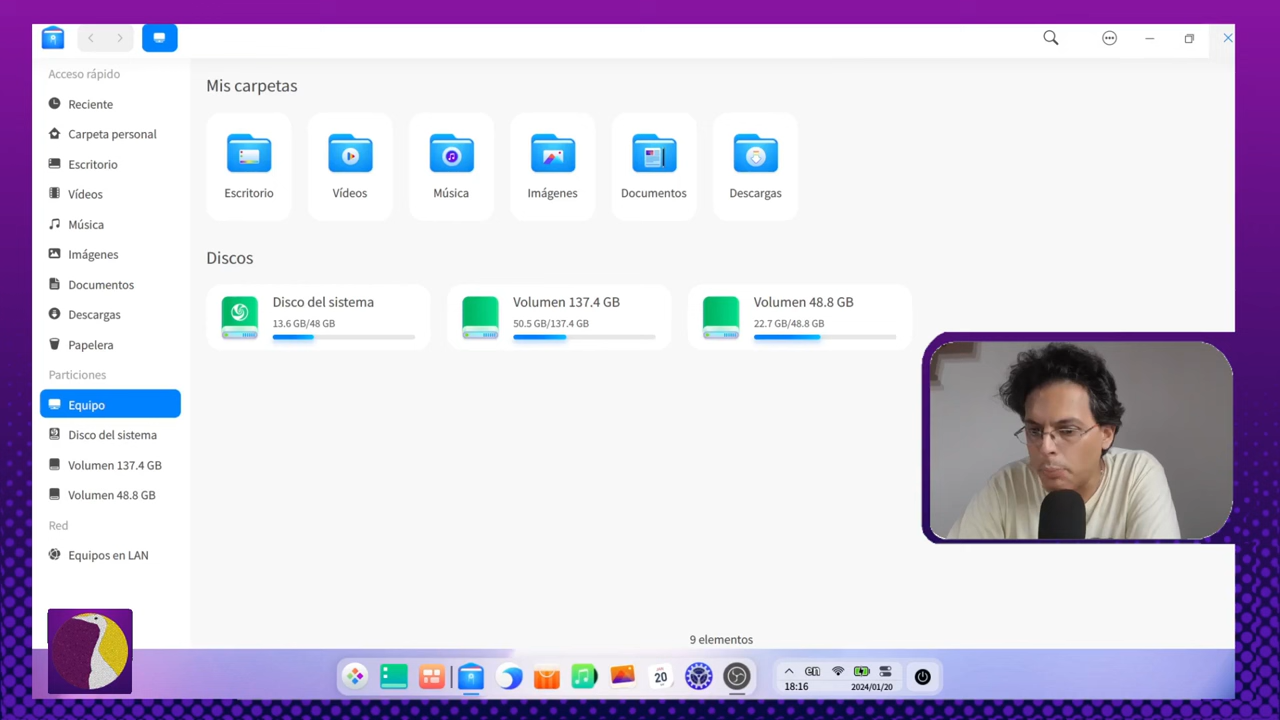 Acceso rápido
Reciente
Carpeta personal
Escritorio
Vídeos
Música
Imágenes
Documentos
Descargas
Papelera
Particiones
Equipo
Disco del sistema
Volumen 137.4 GB
Volumen 48.8 GB
Red
Equipos en LAN
Mis carpetas
Escritorio
Vídeos
Música
Imágenes
Documentos
Descargas
Discos
Disco del sistema
13.6 GB/48 GB
Volumen 137.4 GB
50.5 GB/137.4 GB
Volumen 48.8 GB
22.7 GB/48.8 GB
9 elementos
20
en
18:16
2024/01/20